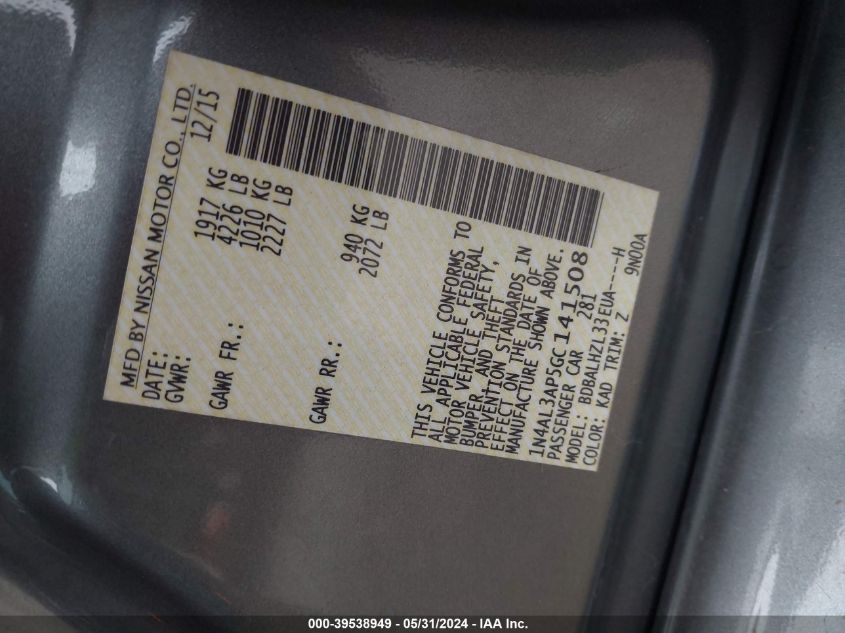 MFD BY NISSAN MOTOR CO., LTD.
DATE: 12/15
GVWR: 1917 KG
4226 LB
GAWR FR.: 1010 KG
2227 LB
GAWR RR.: 940 KG
2072 LB
THIS VEHICLE CONFORMS TO
ALL APPLICABLE FEDERAL
MOTOR VEHICLE SAFETY,
BUMPER, AND THEFT
PREVENTION STANDARDS IN
EFFECT ON THE DATE OF
MANUFACTURE SHOWN ABOVE.
1N4AL3AP5GC141508
PASSENGER CAR 281
MODEL: BDBALHZL33EUA----H
COLOR: KAD TRIM: Z 9N00A
000-39538949 - 05/31/2024 - IAA Inc.